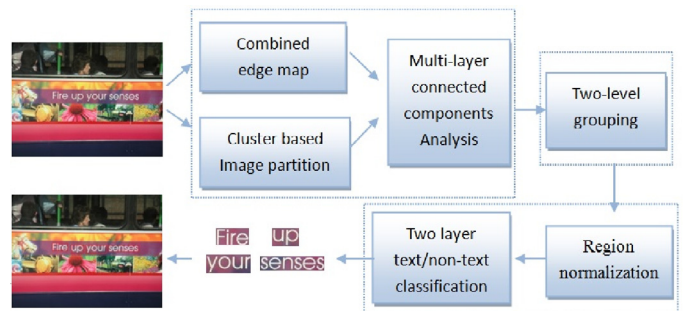 Combined
edge map
Cluster based
Image partition
Multi-layer
connected
components
Analysis
Two-level
grouping
Fire up your senses
Region
normalization
Two layer
text/non-text
classification
Fire up
your senses
Fire up your senses